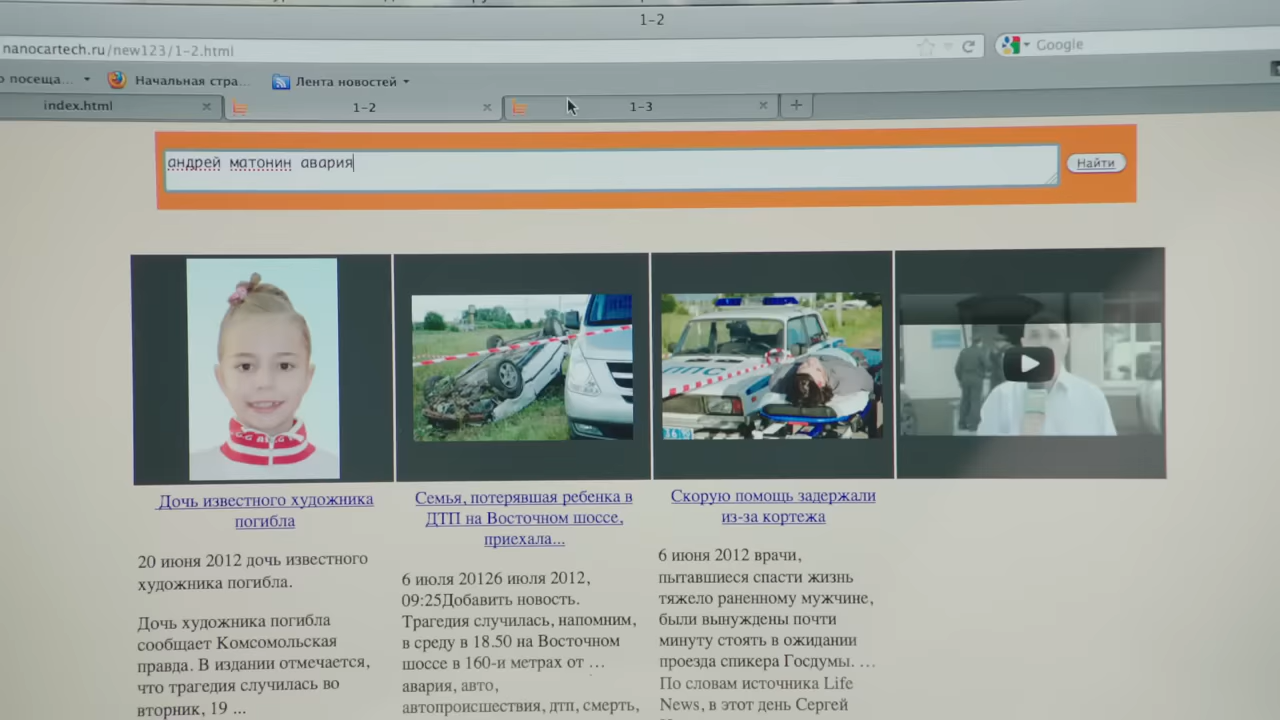 1-2
nanocartech.ru/new123/1-2.html
Google
посеща...
Начальная стра...
Лента новостей
index.html
1-2
1-3
андрей матонин авария
Найти
ППС
Дочь известного художника
погибла
20 июня 2012 дочь известного
художника погибла.
Дочь художника погибла
сообщает Комсомольская
правда. В издании отмечается,
что трагедия случилась во
вторник, 19 ...
Семья, потерявшая ребенка в
ДТП на Восточном шоссе,
приехала...
6 июля 20126 июля 2012,
09:25Добавить новость.
Трагедия случилась, напомним,
в среду в 18.50 на Восточном
шоссе в 160-и метрах от ...
авария, авто,
автопроисшествия, дтп, смерть,
Скорую помощь задержали
из-за кортежа
6 июня 2012 врачи,
пытавшиеся спасти жизнь
тяжело раненному мужчине,
были вынуждены почти
минуту стоять в ожидании
проезда спикера Госдумы. ...
По словам источника Life
News, в этот день Сергей